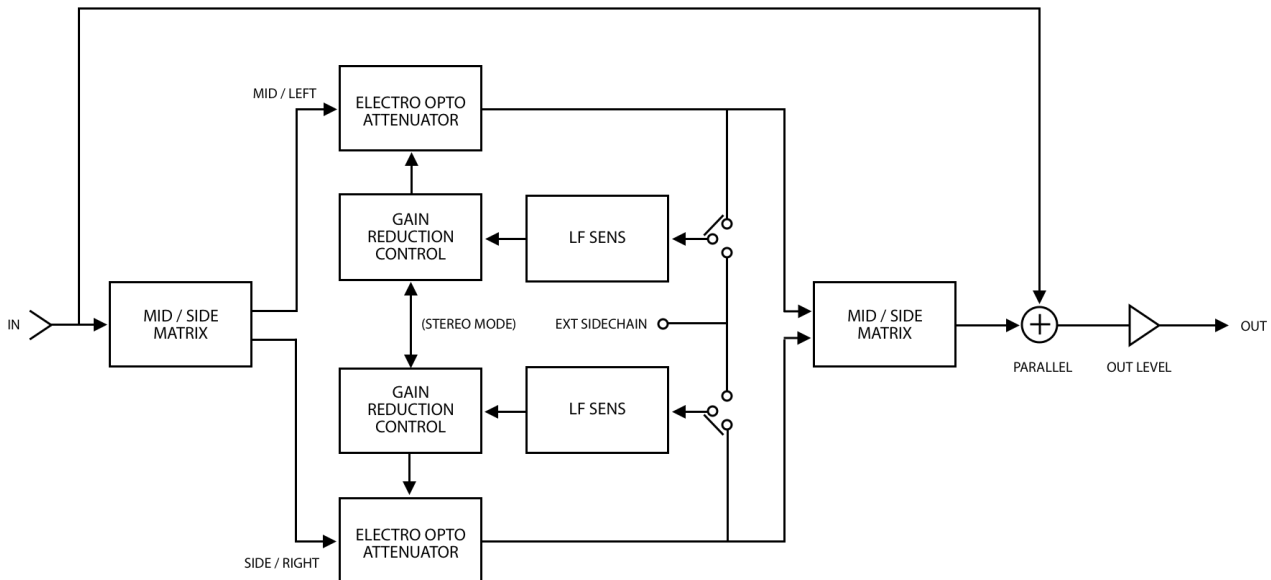 MID / LEFT
ELECTRO OPTO
ATTENUATOR
GAIN
REDUCTION
CONTROL
LF SENS
IN
MID / SIDE
MATRIX
(STEREO MODE)
EXT SIDECHAIN
MID / SIDE
MATRIX
OUT
PARALLEL
OUT LEVEL
GAIN
REDUCTION
CONTROL
LF SENS
ELECTRO OPTO
ATTENUATOR
SIDE / RIGHT